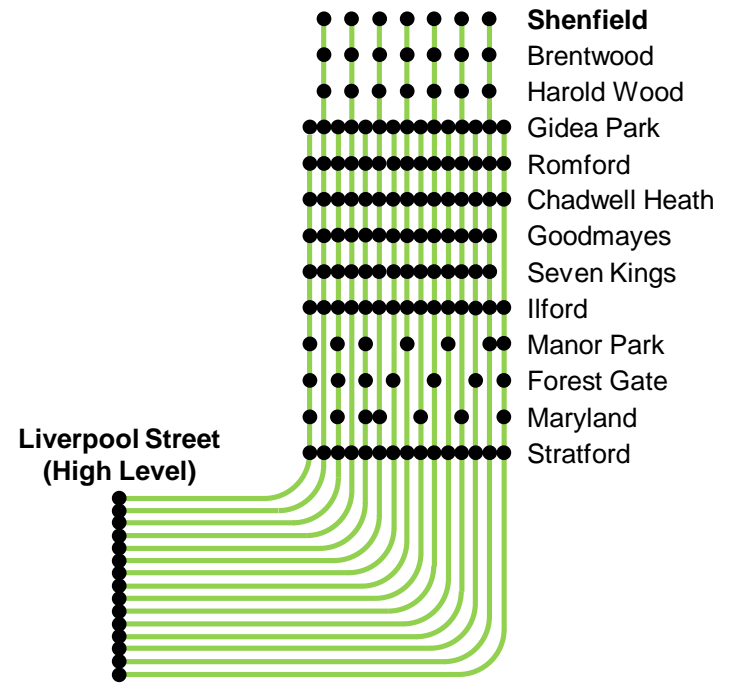 Shenfield
Brentwood
Harold Wood
Gidea Park
Romford
Chadwell Heath
Goodmayes
Seven Kings
Ilford
Manor Park
Forest Gate
Maryland
Stratford
Liverpool Street
(High Level)